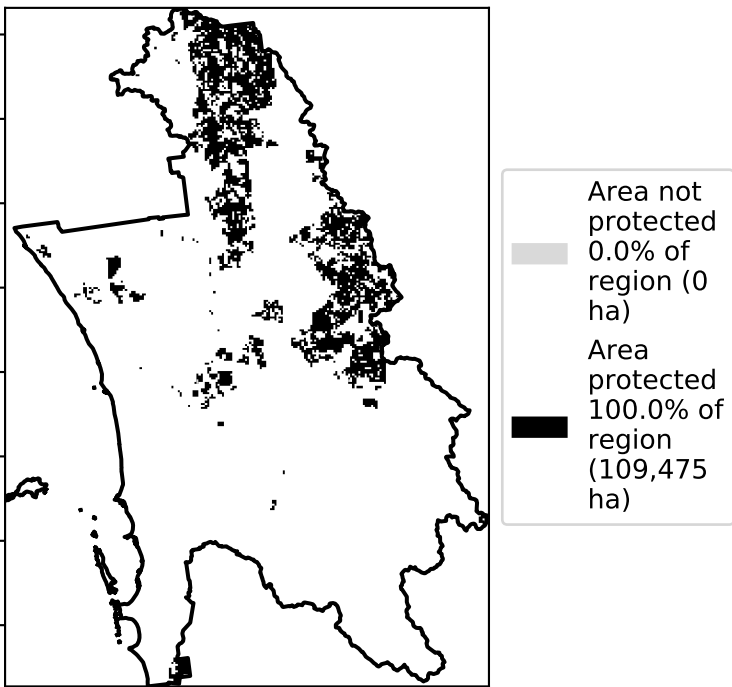 Area not
protected
0.0% of
region (0
ha)
Area
protected
100.0% of
region
(109,475
ha)